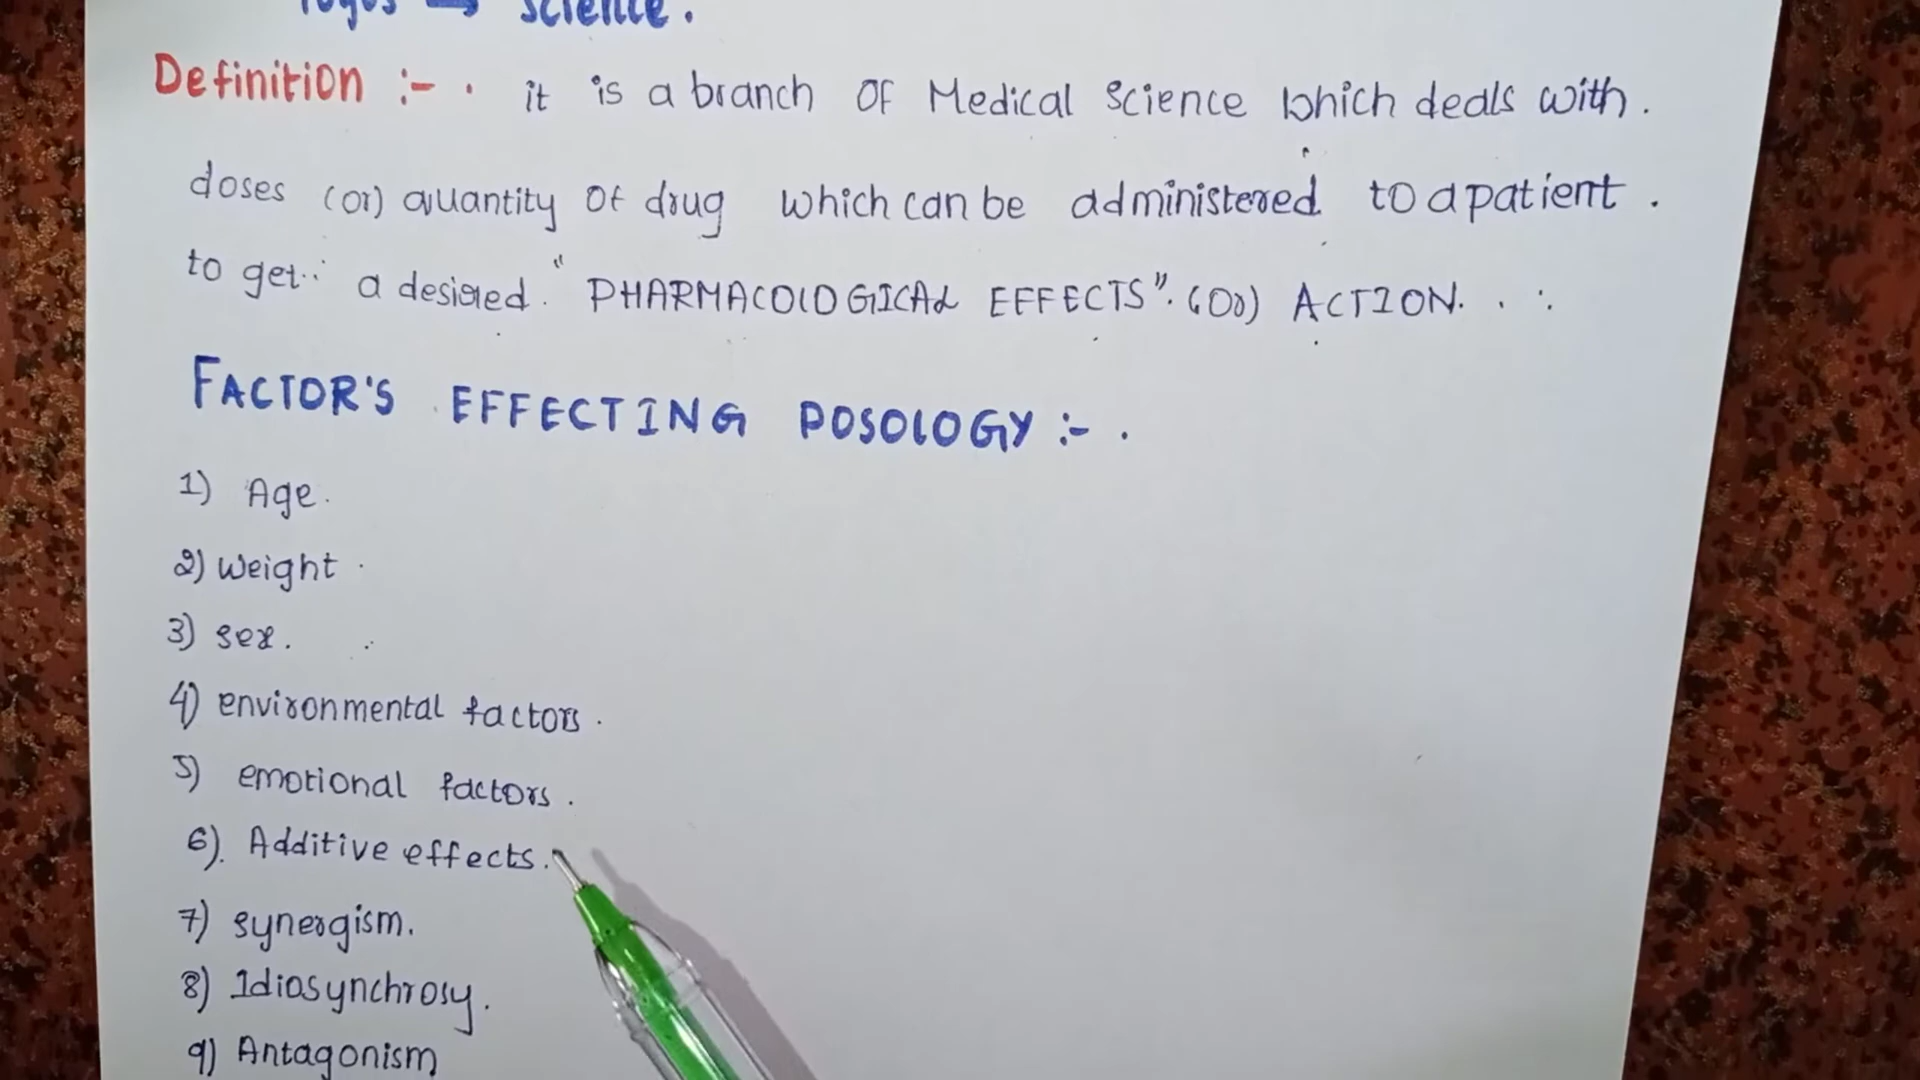 logos → science.
Definition :- . it is a branch OF Medical science which deals with.
doses (or) quantity Of drug which can be administered to a patient.
to get a desired "PHARMACOLOGICAL EFFECTS". (Or) ACTION.
FACTOR'S EFFECTING POSOLOGY :- .
1) Age.
2) Weight.
3) sex.
4) environmental factors.
5) emotional factors.
6). Additive effects.
7) synergism.
8) Idiosynchrosy.
9) Antagonism